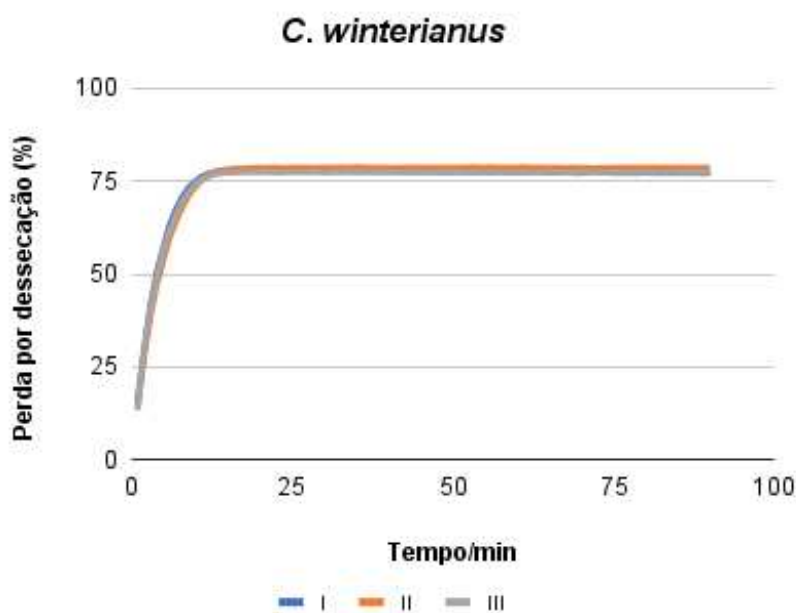 C. winterianus
100
75
50
25
0
Perda por dessecação (%)
0 25 50 75 100
Tempo/min
I II III